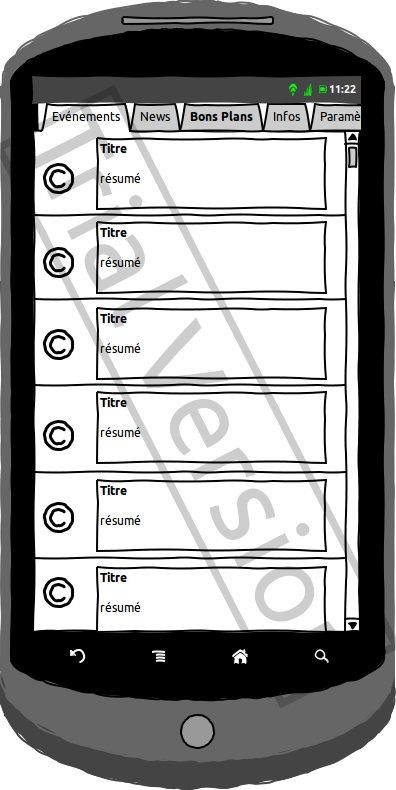 11:22
Evénements News Bons Plans Infos Paramè
Titre
© résumé
Titre
© résumé
Titre
© résumé
Titre
© résumé
Titre
© résumé
Titre
© résumé
Trial Version